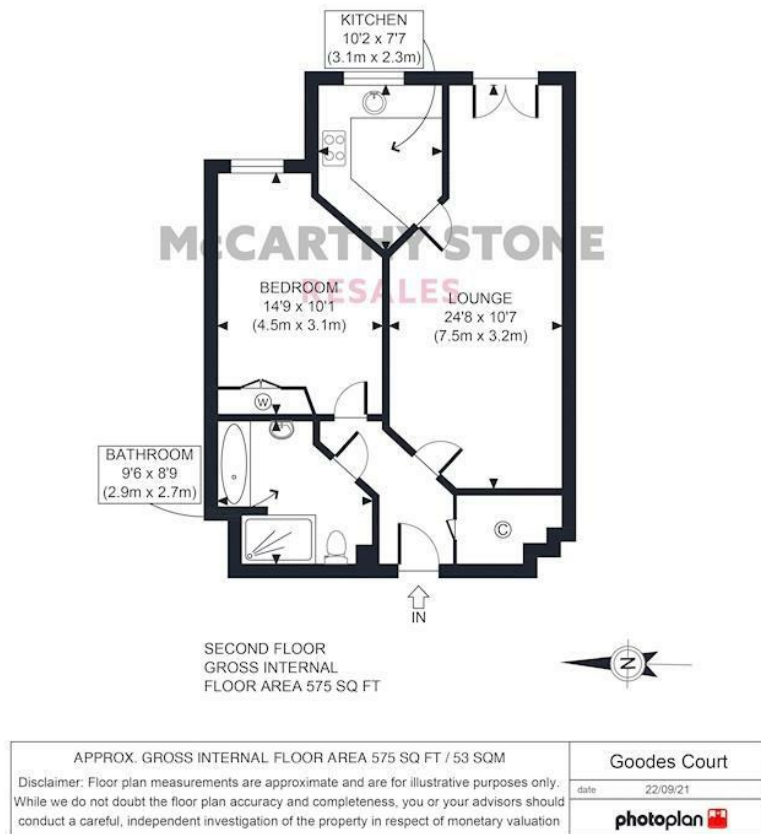 KITCHEN
10'2 x 7'7
(3.1m x 2.3m)
McCARTHY STONE
RESALES
BEDROOM
14'9 x 10'1
(4.5m x 3.1m)
LOUNGE
24'8 x 10'7
(7.5m x 3.2m)
W
BATHROOM
9'6 x 8'9
(2.9m x 2.7m)
C
IN
SECOND FLOOR
GROSS INTERNAL
FLOOR AREA 575 SQ FT
N
APPROX. GROSS INTERNAL FLOOR AREA 575 SQ FT / 53 SQM
Disclaimer: Floor plan measurements are approximate and are for illustrative purposes only.
While we do not doubt the floor plan accuracy and completeness, you or your advisors should
conduct a careful, independent investigation of the property in respect of monetary valuation
Goodes Court
date 22/09/21
photoplan